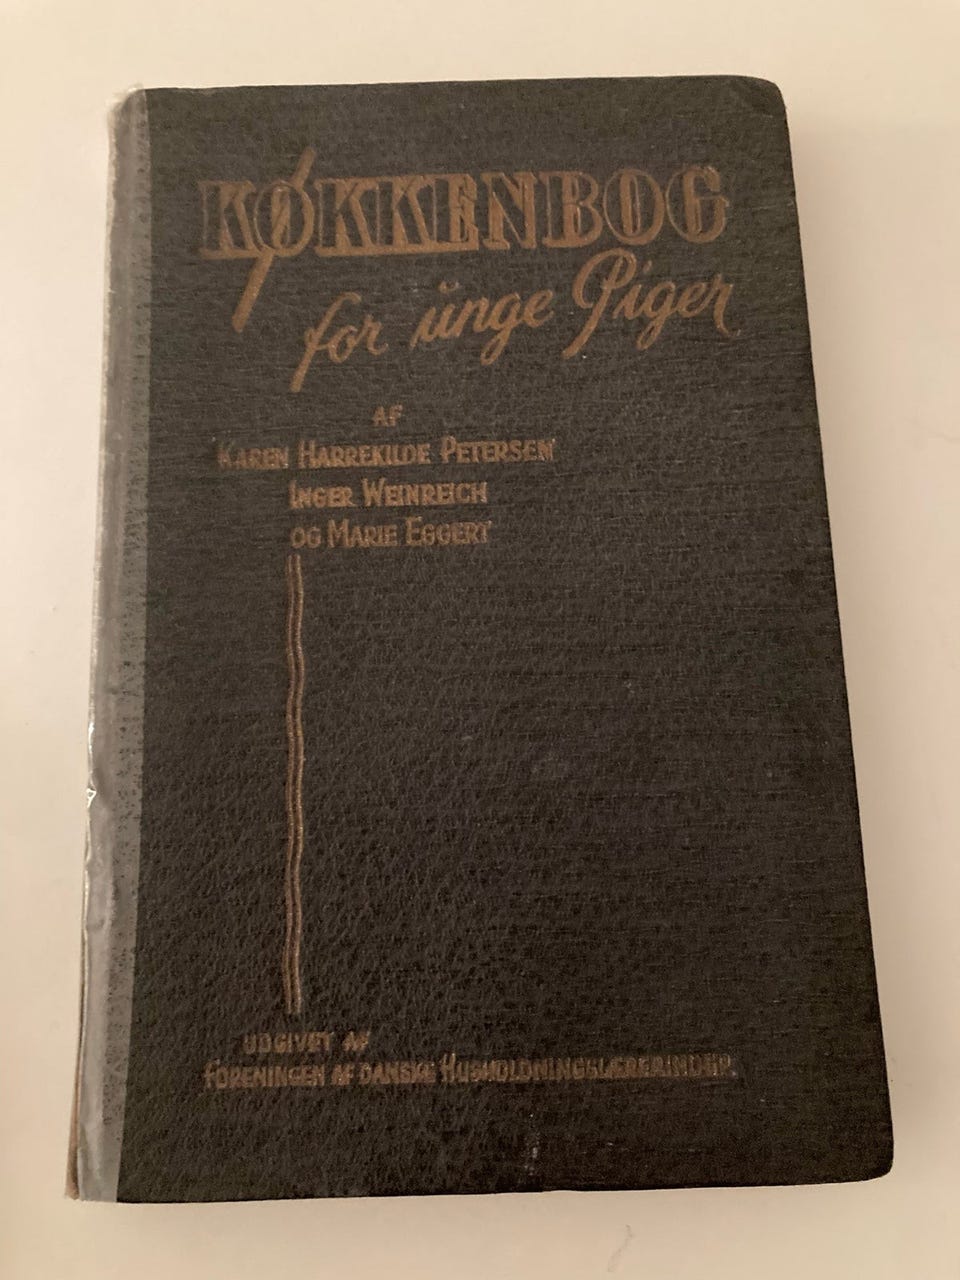 KØKKENBOG
for unge Piger
AF
KAREN HARREKILDE PETERSEN
INGER WEINREICH
OG MARIE EGGERT
UDGIVET AF
FORENINGEN AF DANSKE HUSHOLDNINGSLÆRERINDER